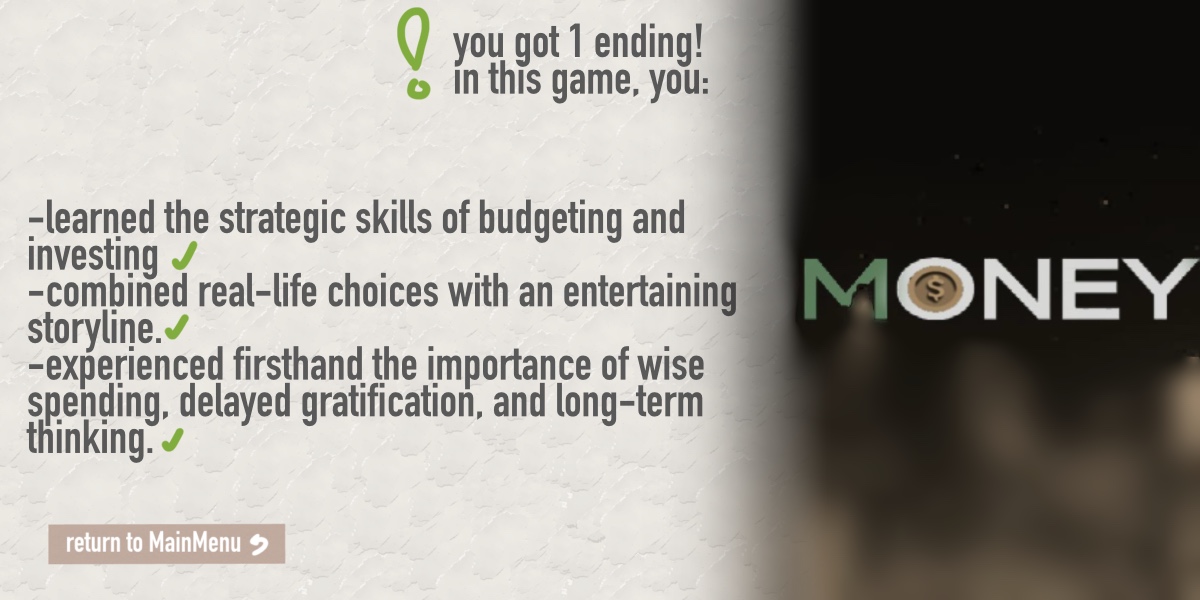 you got 1 ending!
in this game, you:
-learned the strategic skills of budgeting and
investing
-combined real-life choices with an entertaining
storyline.
-experienced firsthand the importance of wise
spending, delayed gratification, and long-term
thinking.
return to MainMenu
MONEY